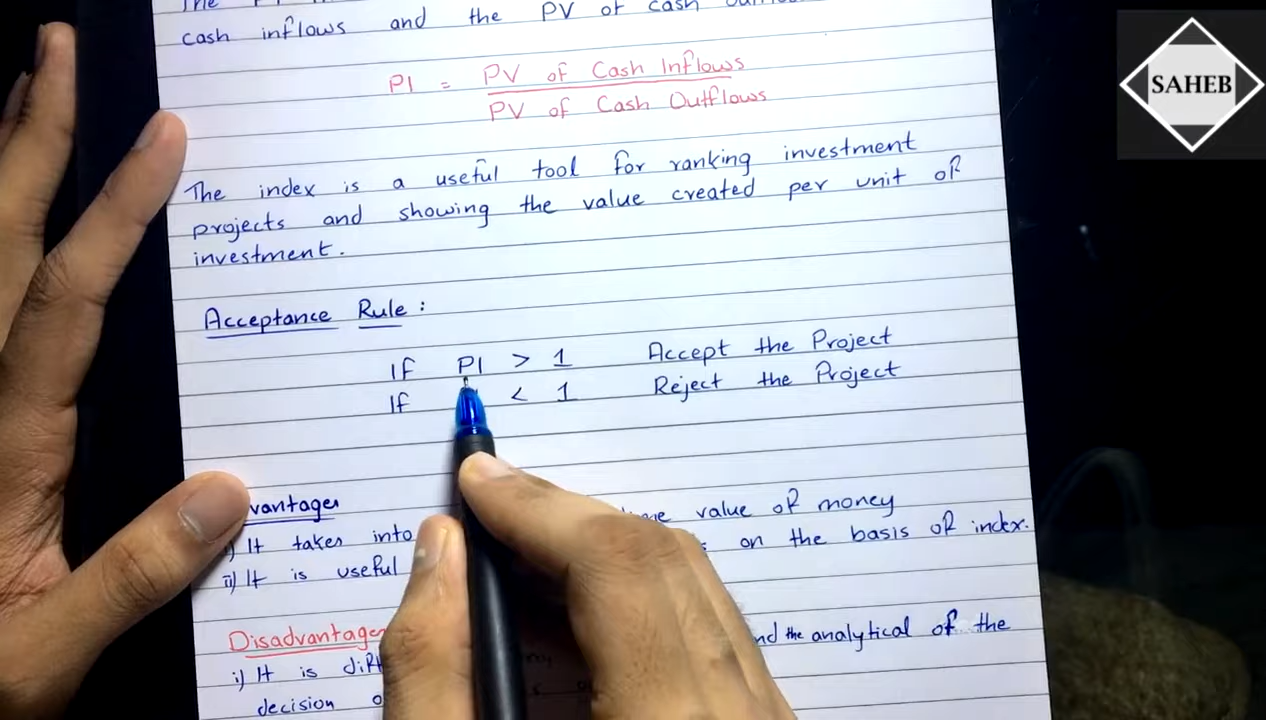 The
cash inflows and the PV of cash
PI = PV of Cash Inflows
PV of Cash Outflows
The index is a useful tool for ranking investment
projects and showing the value created per unit of
investment.
Acceptance Rule :
If PI > 1 Accept the Project
If < 1 Reject the Project
vantages
value of money
i) It takes into
on the basis of index.
ii) It is useful
Disadvantages
the analytical of the
i) It is
decision
SAHEB